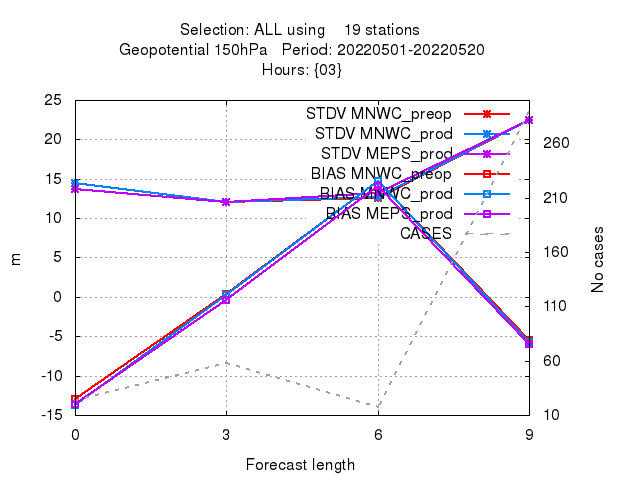 Selection: ALL using    19 stations
Geopotential 150hPa   Period: 20220501-20220520
Hours: {03}
STDV MNWC_preop
STDV MNWC_prod
STDV MEPS_prod
BIAS MNWC_preop
BIAS MNWC_prod
BIAS MEPS_prod
CASES
25
20
15
10
5
0
-5
-10
-15
m
260
210
160
110
60
10
No cases
0 3 6 9
Forecast length